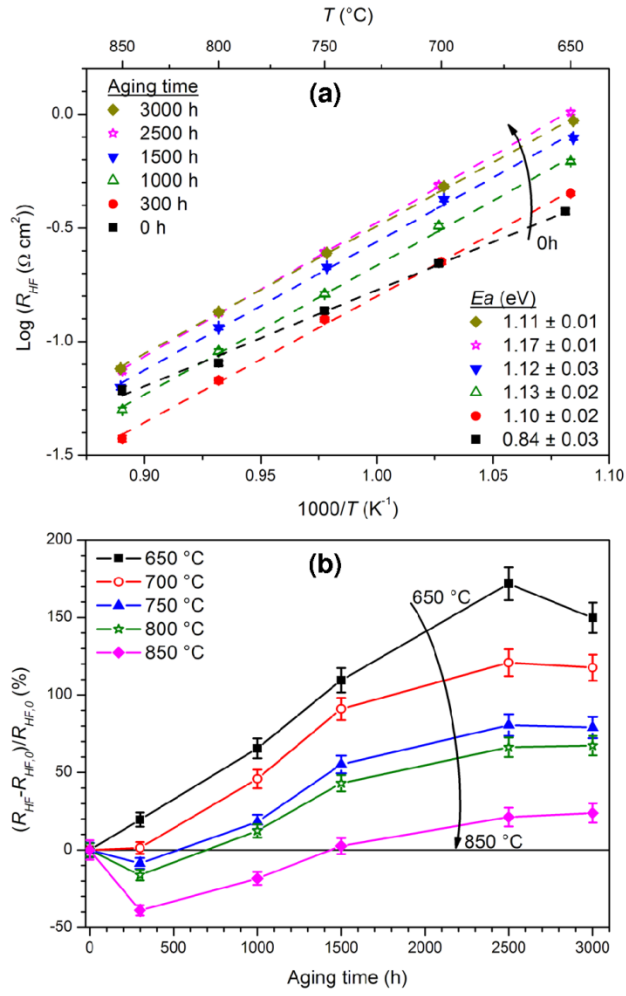 T (°C)
850 800 750 700 650
(a)
Aging time
3000 h
2500 h
1500 h
1000 h
300 h
0 h
0h
Ea (eV)
1.11 ± 0.01
1.17 ± 0.01
1.12 ± 0.03
1.13 ± 0.02
1.10 ± 0.02
0.84 ± 0.03
Log (R_HF (Ω cm²))
0.0
-0.5
-1.0
-1.5
0.90 0.95 1.00 1.05 1.10
1000/T (K⁻¹)
(b)
650 °C
700 °C
750 °C
800 °C
850 °C
650 °C
850 °C
(R_HF-R_HF,0)/R_HF,0 (%)
200
150
100
50
0
-50
0 500 1000 1500 2000 2500 3000
Aging time (h)